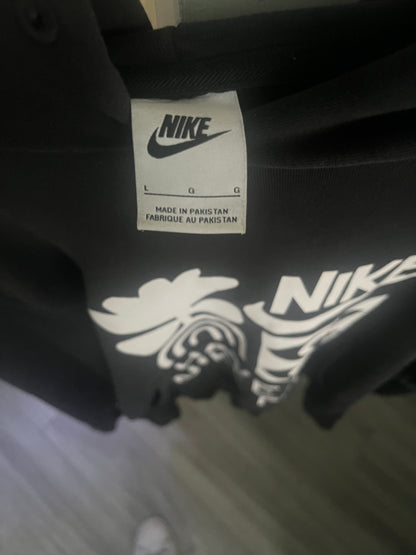 NIKE
L G G
MADE IN PAKISTAN
FABRIQUE AU PAKISTAN
NIKE